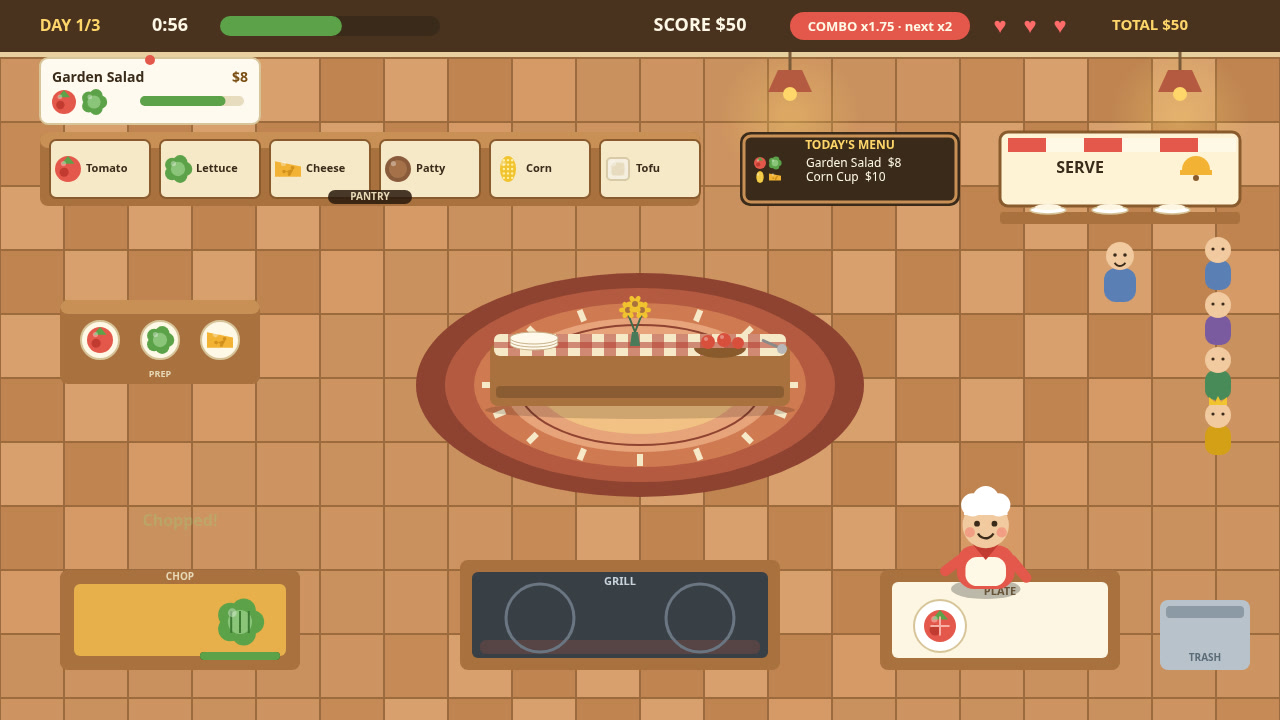 DAY 1/3
0:56
SCORE $50
COMBO x1.75 · next x2
TOTAL $50
Garden Salad $8
Tomato
Lettuce
Cheese
Patty
Corn
Tofu
PANTRY
TODAY'S MENU
Garden Salad $8
Corn Cup $10
SERVE
PREP
Chopped!
CHOP
GRILL
PLATE
TRASH